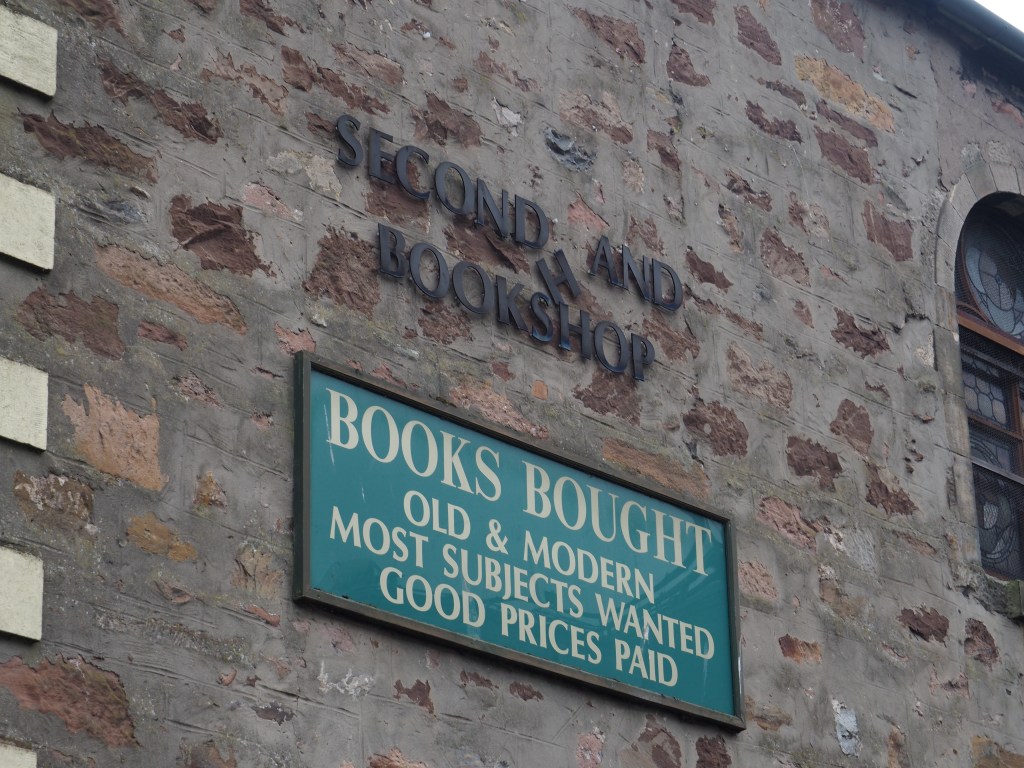 SECOND HAND
BOOKSHOP
BOOKS BOUGHT
OLD & MODERN
MOST SUBJECTS WANTED
GOOD PRICES PAID